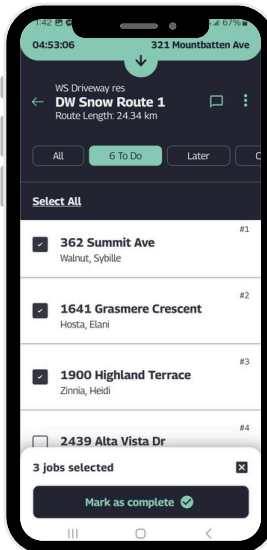 1:42
67%
04:53:06 321 Mountbatten Ave
WS Driveway res
DW Snow Route 1
Route Length: 24.34 km
All 6 To Do Later
Select All
#1
362 Summit Ave
Walnut, Sybille
#2
1641 Grasmere Crescent
Hosta, Elani
#3
1900 Highland Terrace
Zinnia, Heidi
#4
2439 Alta Vista Dr
3 jobs selected
Mark as complete